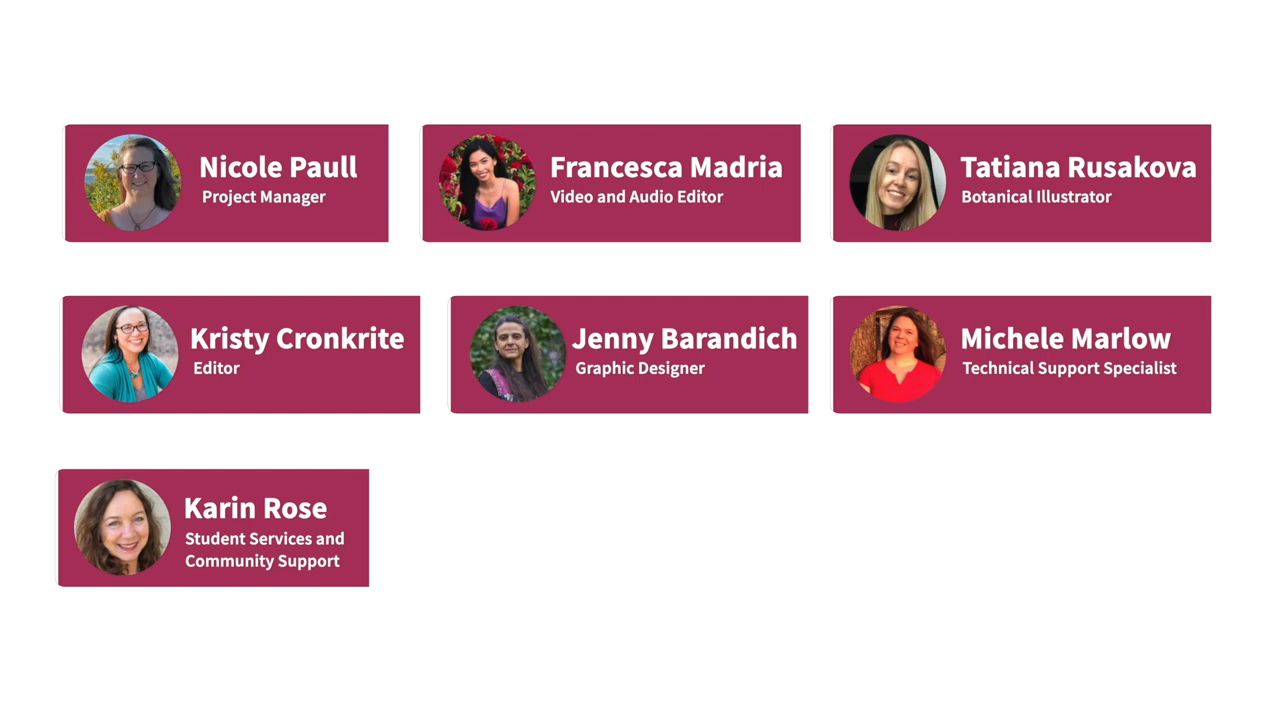 Nicole Paull
Project Manager
Francesca Madria
Video and Audio Editor
Tatiana Rusakova
Botanical Illustrator
Kristy Cronkrite
Editor
Jenny Barandich
Graphic Designer
Michele Marlow
Technical Support Specialist
Karin Rose
Student Services and
Community Support